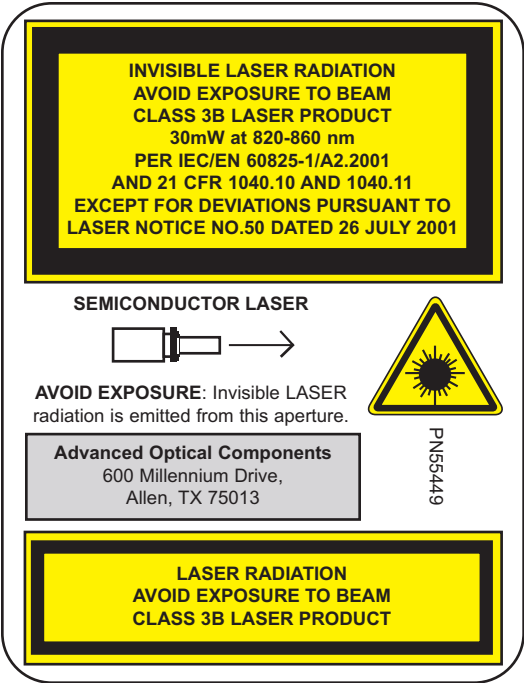 INVISIBLE LASER RADIATION
AVOID EXPOSURE TO BEAM
CLASS 3B LASER PRODUCT
30mW at 820-860 nm
PER IEC/EN 60825-1/A2.2001
AND 21 CFR 1040.10 AND 1040.11
EXCEPT FOR DEVIATIONS PURSUANT TO
LASER NOTICE NO.50 DATED 26 JULY 2001
SEMICONDUCTOR LASER
AVOID EXPOSURE: Invisible LASER
radiation is emitted from this aperture.
PN55449
Advanced Optical Components
600 Millennium Drive,
Allen, TX 75013
LASER RADIATION
AVOID EXPOSURE TO BEAM
CLASS 3B LASER PRODUCT